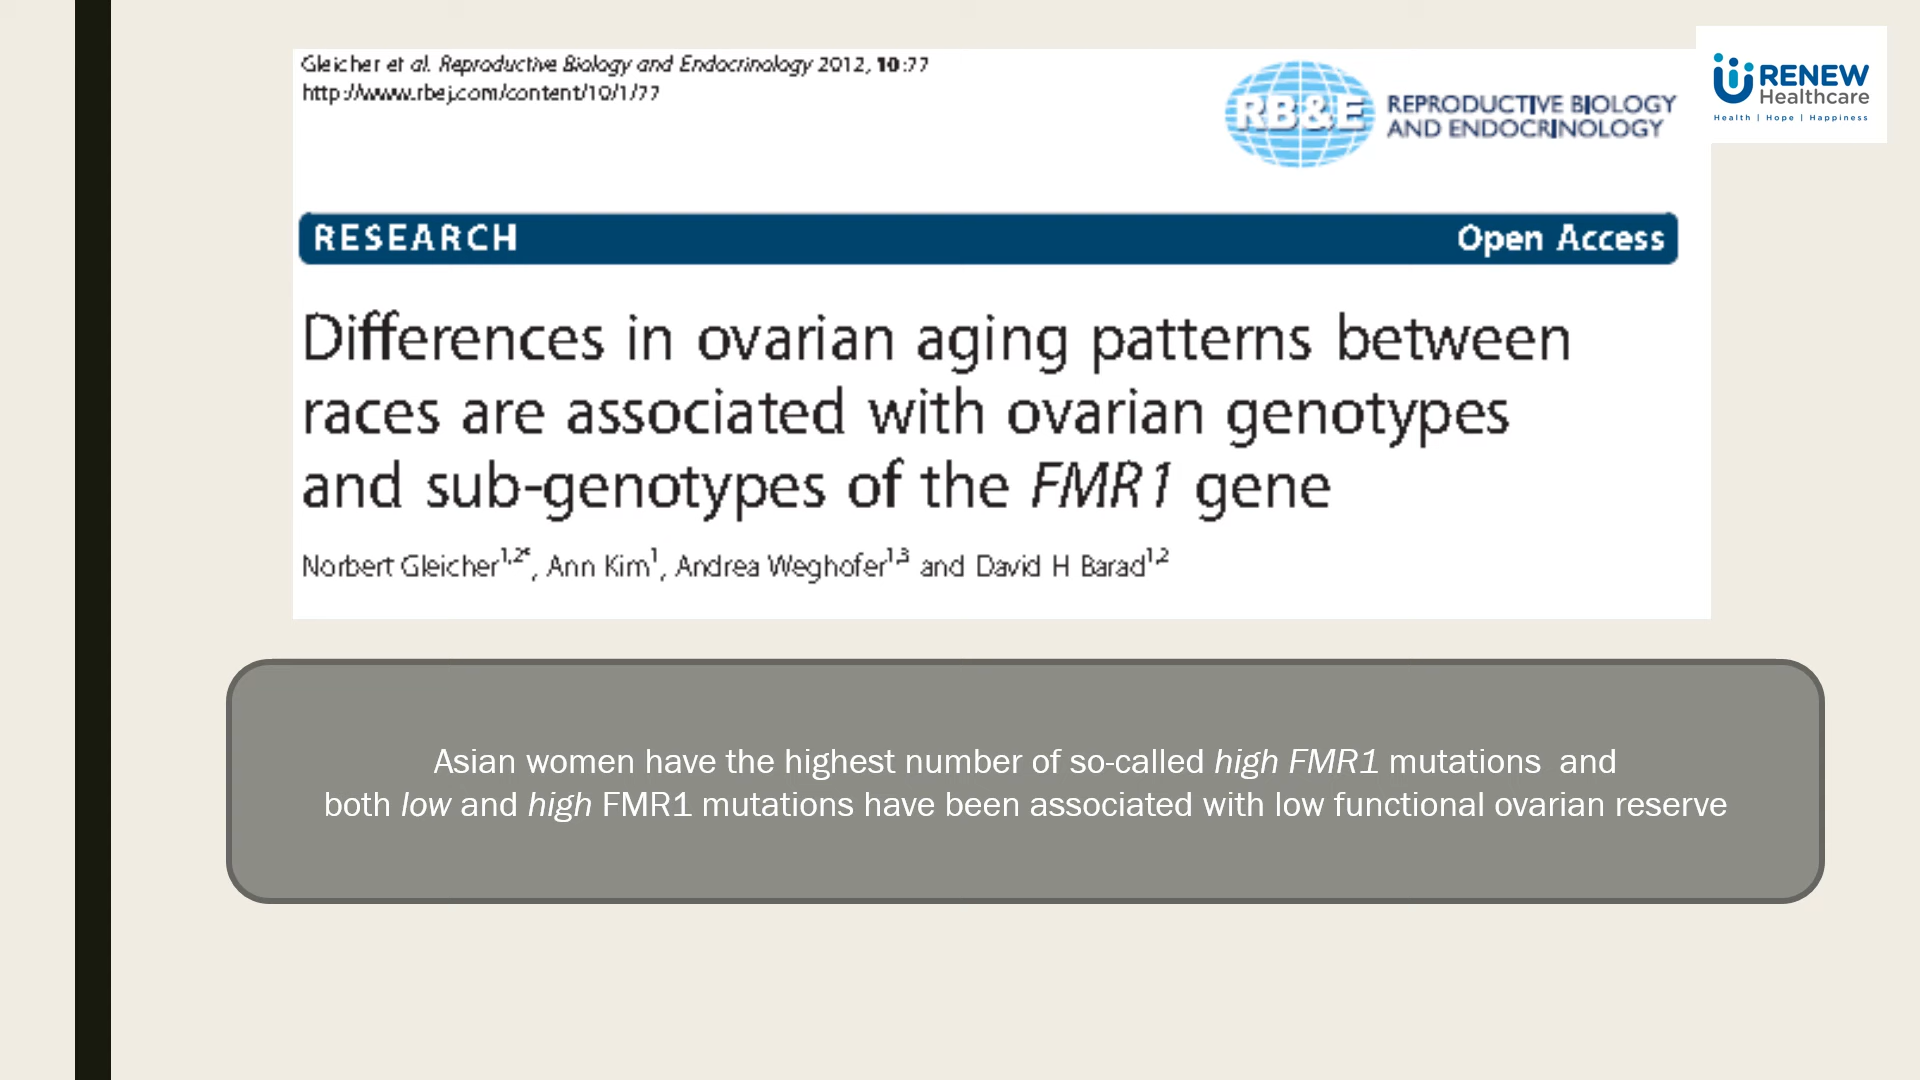 Gleicher et al. Reproductive Biology and Endocrinology 2012, 10:77
http://www.rbej.com/content/10/1/77
RB&E
REPRODUCTIVE BIOLOGY
AND ENDOCRINOLOGY
RENEW
Healthcare
Health | Hope | Happiness
RESEARCH
Open Access
Differences in ovarian aging patterns between
races are associated with ovarian genotypes
and sub-genotypes of the FMR1 gene
Norbert Gleicher1,2*, Ann Kim1, Andrea Weghofer1,3 and David H Barad1,2
Asian women have the highest number of so-called high FMR1 mutations and
both low and high FMR1 mutations have been associated with low functional ovarian reserve